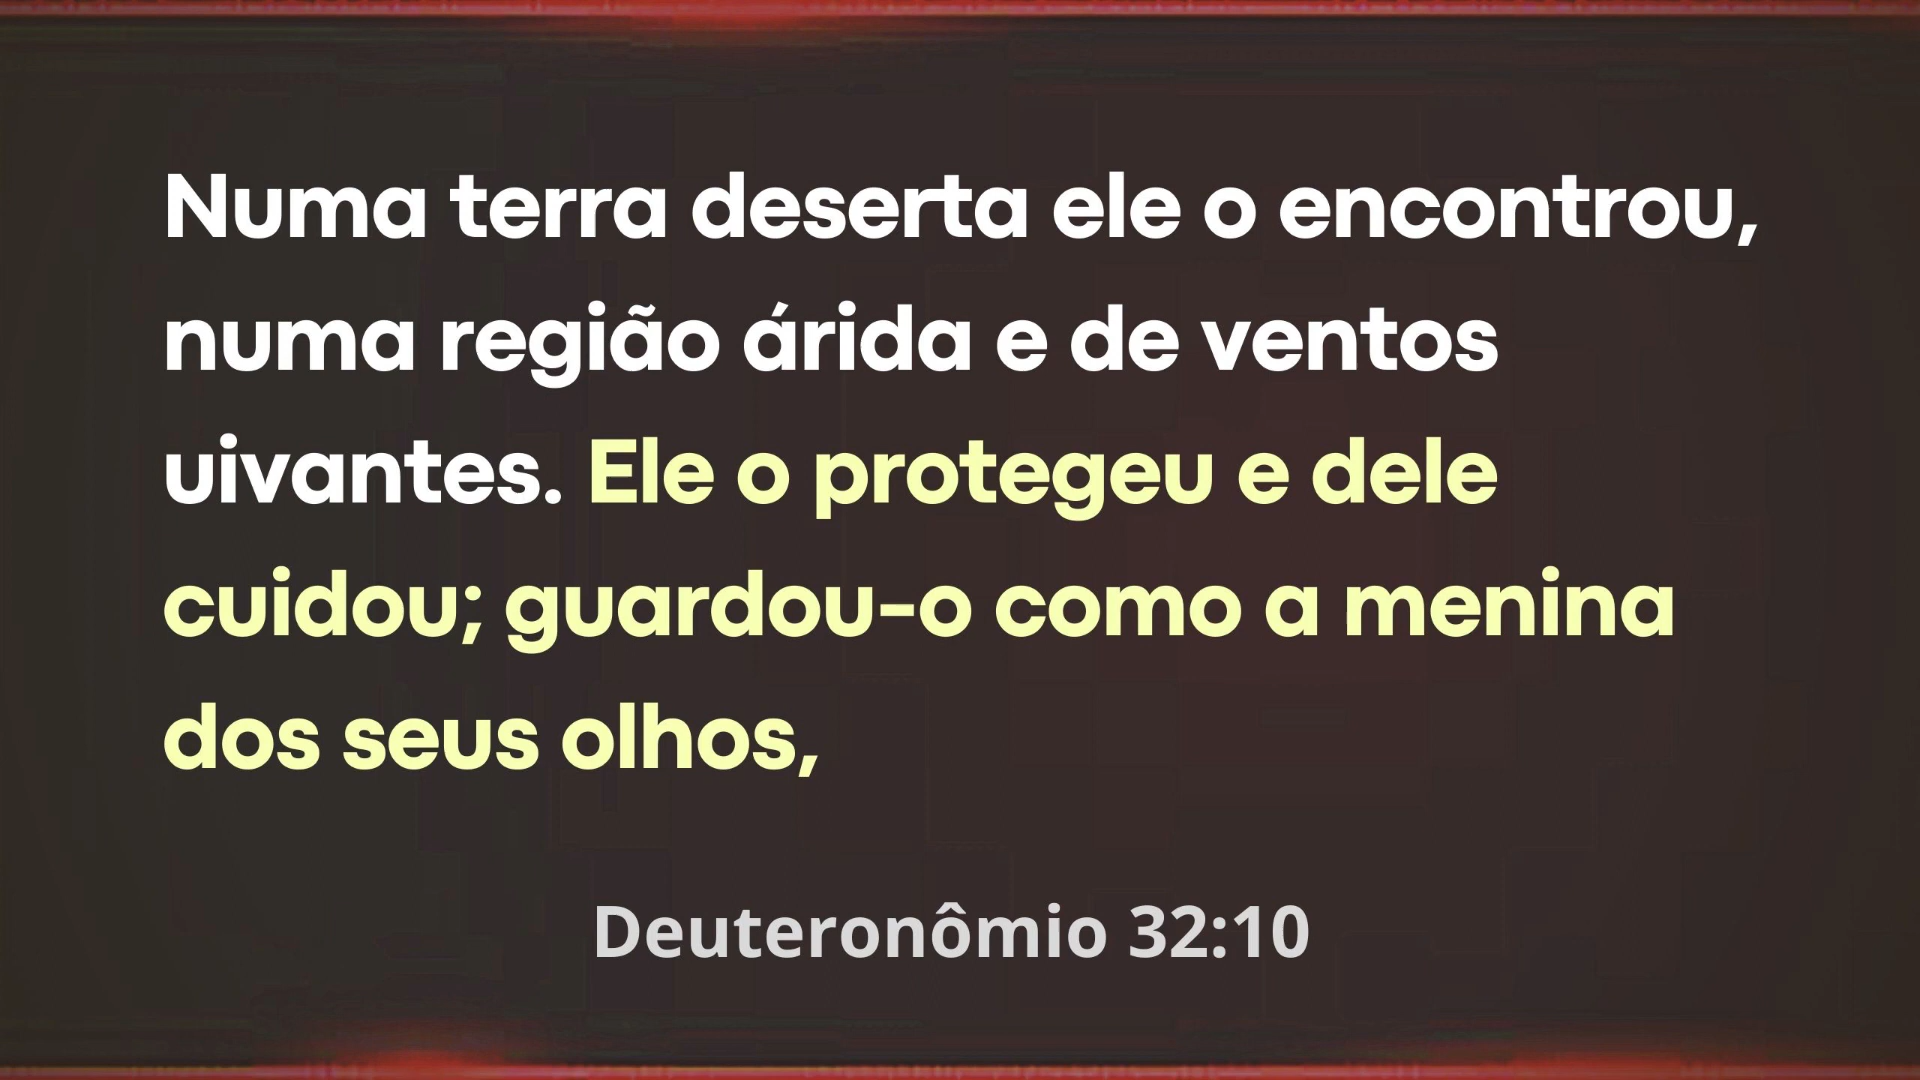 Numa terra deserta ele o encontrou,
numa região árida e de ventos
uivantes. Ele o protegeu e dele
cuidou; guardou-o como a menina
dos seus olhos,
Deuteronômio 32:10